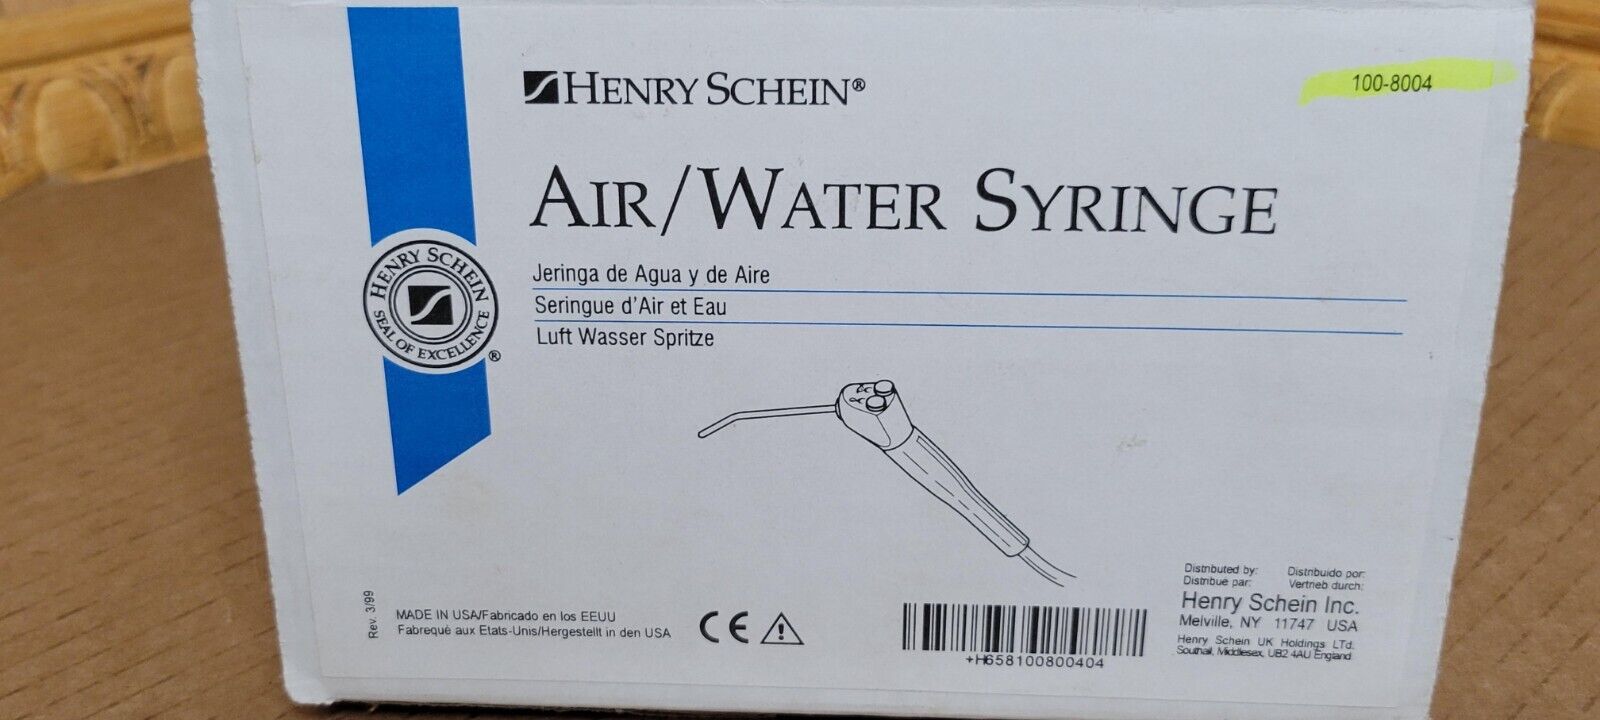 HENRY SCHEIN®
100-8004
AIR/WATER SYRINGE
Jeringa de Agua y de Aire
Seringue d'Air et Eau
Luft Wasser Spritze
HENRY SCHEIN
SEAL OF EXCELLENCE
®
Rev. 3/99
MADE IN USA/Fabricado en los EEUU
Fabrequé aux Etats-Unis/Hergestellt in den USA
CE
+H658100800404
Distributed by: Distribuido por:
Distribue par: Vertrieb durch:
Henry Schein Inc.
Melville, NY 11747 USA
Henry Schein UK Holdings LTd.
Southall, Middlesex, UB2 4AU England